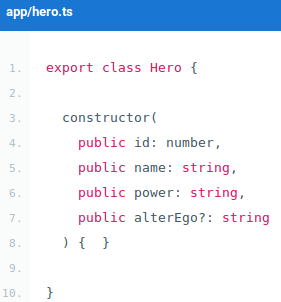 app/hero.ts
1. export class Hero {
2.
3.   constructor(
4.     public id: number,
5.     public name: string,
6.     public power: string,
7.     public alterEgo?: string
8.   ) {  }
9.
10. }